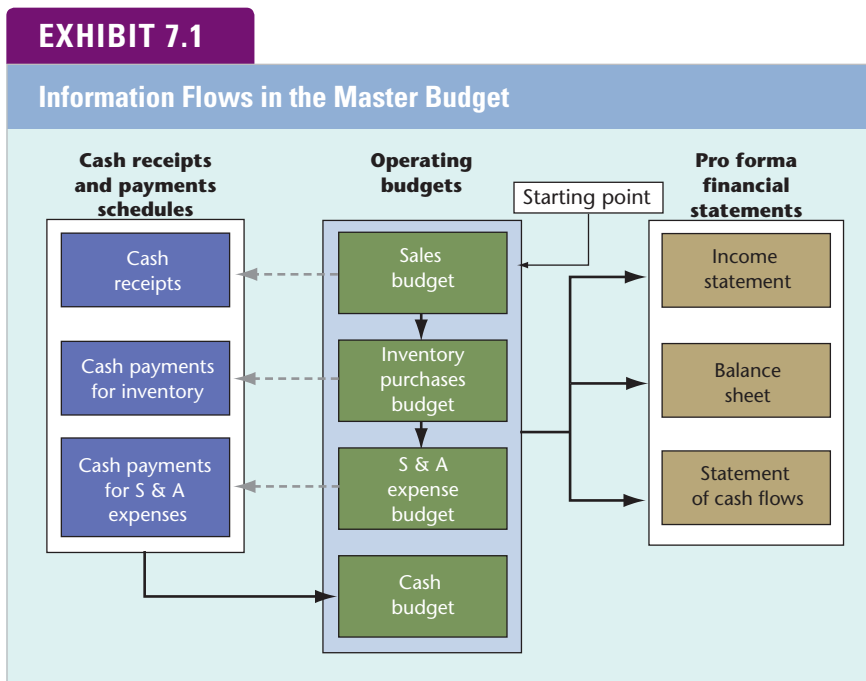 EXHIBIT 7.1
Information Flows in the Master Budget
Cash receipts
and payments
schedules
Cash
receipts
Cash payments
for inventory
Cash payments
for S & A
expenses
Operating
budgets
Starting point
Sales
budget
Inventory
purchases
budget
S & A
expense
budget
Cash
budget
Pro forma
financial
statements
Income
statement
Balance
sheet
Statement
of cash flows